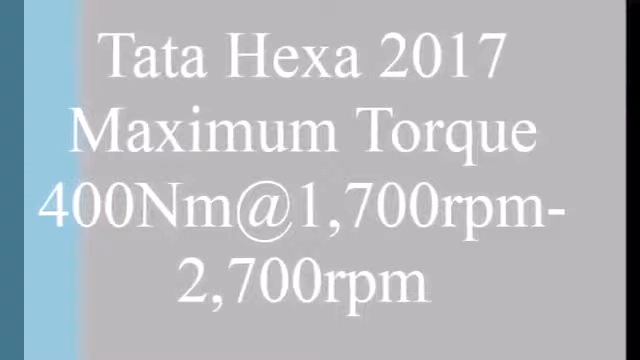 Tata Hexa 2017
Maximum Torque
400Nm@1,700rpm-
2,700rpm